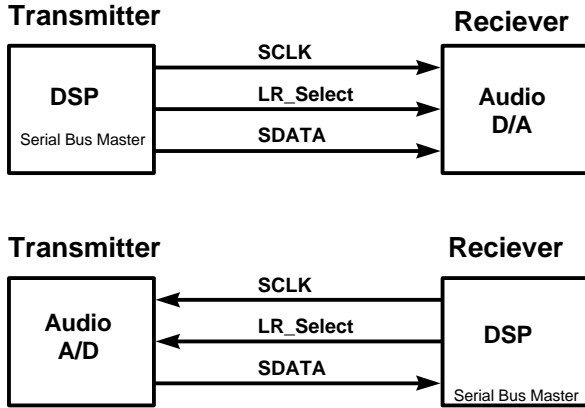 Transmitter
Reciever
SCLK
DSP
LR_Select
Audio
D/A
Serial Bus Master
SDATA
Transmitter
Reciever
SCLK
Audio
A/D
LR_Select
DSP
SDATA
Serial Bus Master